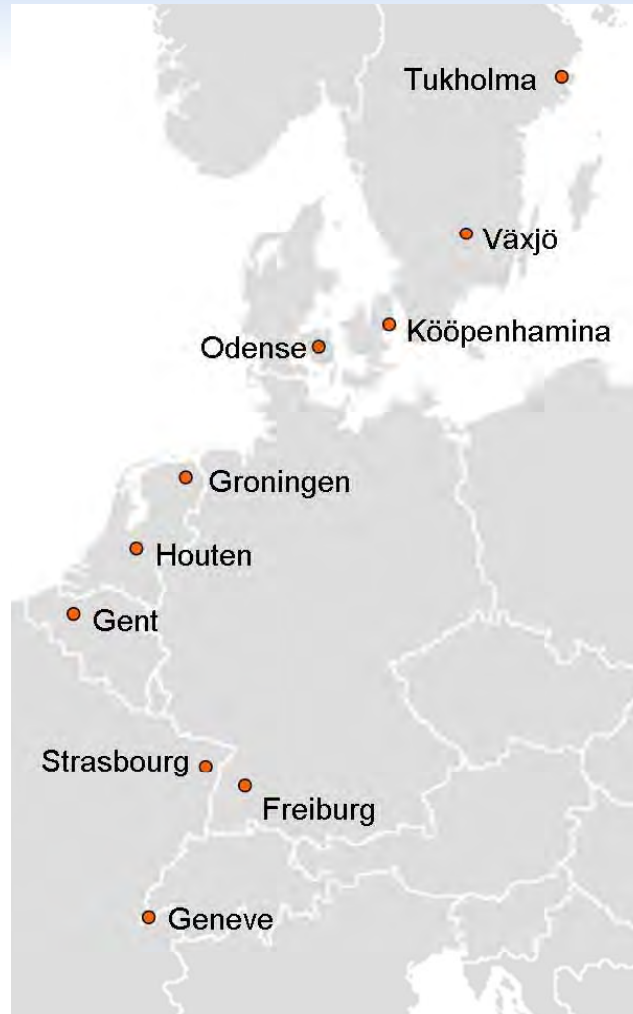 Tukholma
Växjö
Kööpenhamina
Odense
Groningen
Houten
Gent
Strasbourg
Freiburg
Geneve